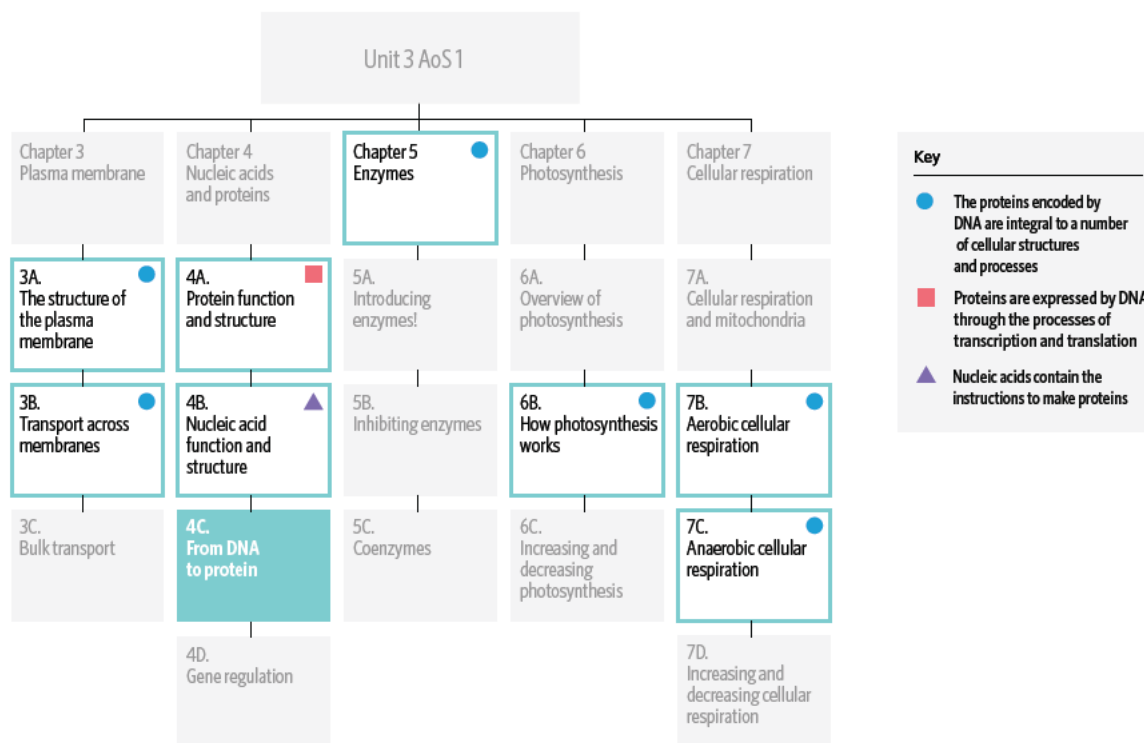 Unit 3 AoS 1
Chapter 3
Plasma membrane
Chapter 4
Nucleic acids
and proteins
Chapter 5
Enzymes
Chapter 6
Photosynthesis
Chapter 7
Cellular respiration
3A.
The structure of
the plasma
membrane
4A.
Protein function
and structure
5A.
Introducing
enzymes!
6A.
Overview of
photosynthesis
7A.
Cellular respiration
and mitochondria
3B.
Transport across
membranes
4B.
Nucleic acid
function and
structure
5B.
Inhibiting enzymes
6B.
How photosynthesis
works
7B.
Aerobic cellular
respiration
3C.
Bulk transport
4C.
From DNA
to protein
5C.
Coenzymes
6C.
Increasing and
decreasing
photosynthesis
7C.
Anaerobic cellular
respiration
4D.
Gene regulation
7D.
Increasing and
decreasing cellular
respiration
Key
The proteins encoded by
DNA are integral to a number
of cellular structures
and processes
Proteins are expressed by DNA
through the processes of
transcription and translation
Nucleic acids contain the
instructions to make proteins